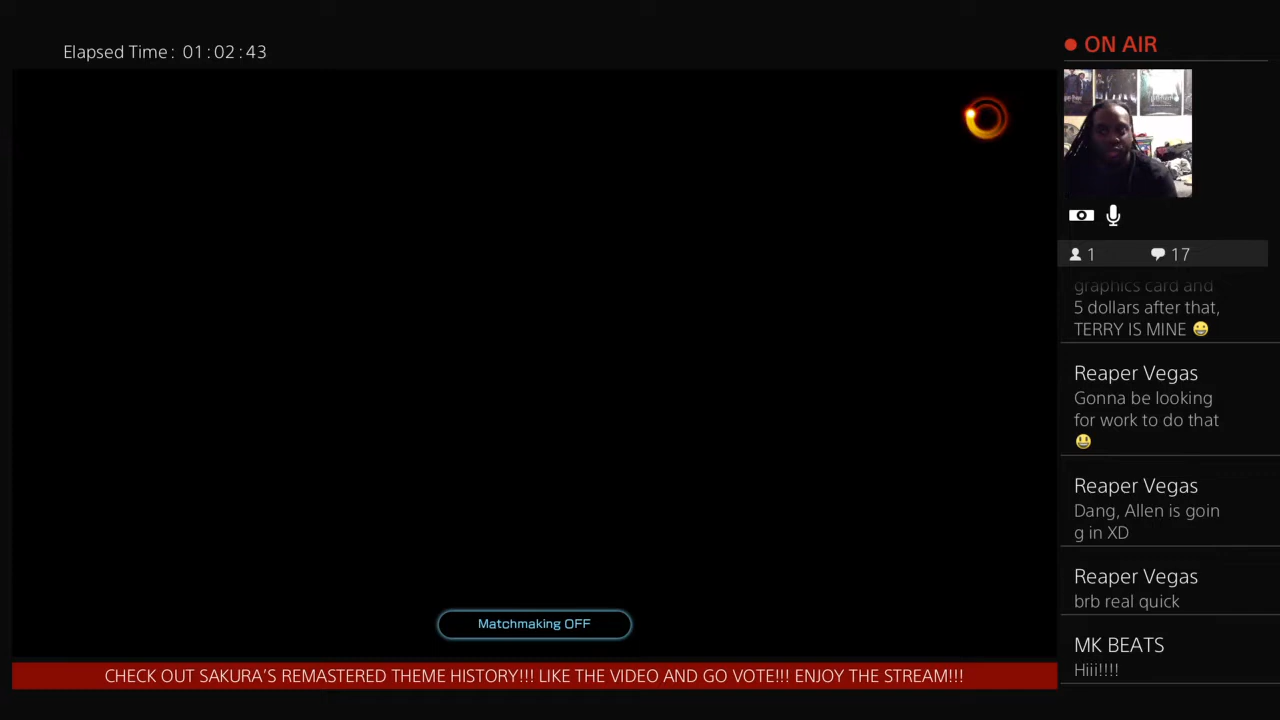 Elapsed Time: 01:02:43
ON AIR
1
17
graphics card and
5 dollars after that,
TERRY IS MINE 😀
Reaper Vegas
Gonna be looking
for work to do that
😃
Reaper Vegas
Dang, Allen is goin
g in XD
Reaper Vegas
brb real quick
MK BEATS
Hiii!!!!
Matchmaking OFF
CHECK OUT SAKURA'S REMASTERED THEME HISTORY!!! LIKE THE VIDEO AND GO VOTE!!! ENJOY THE STREAM!!!